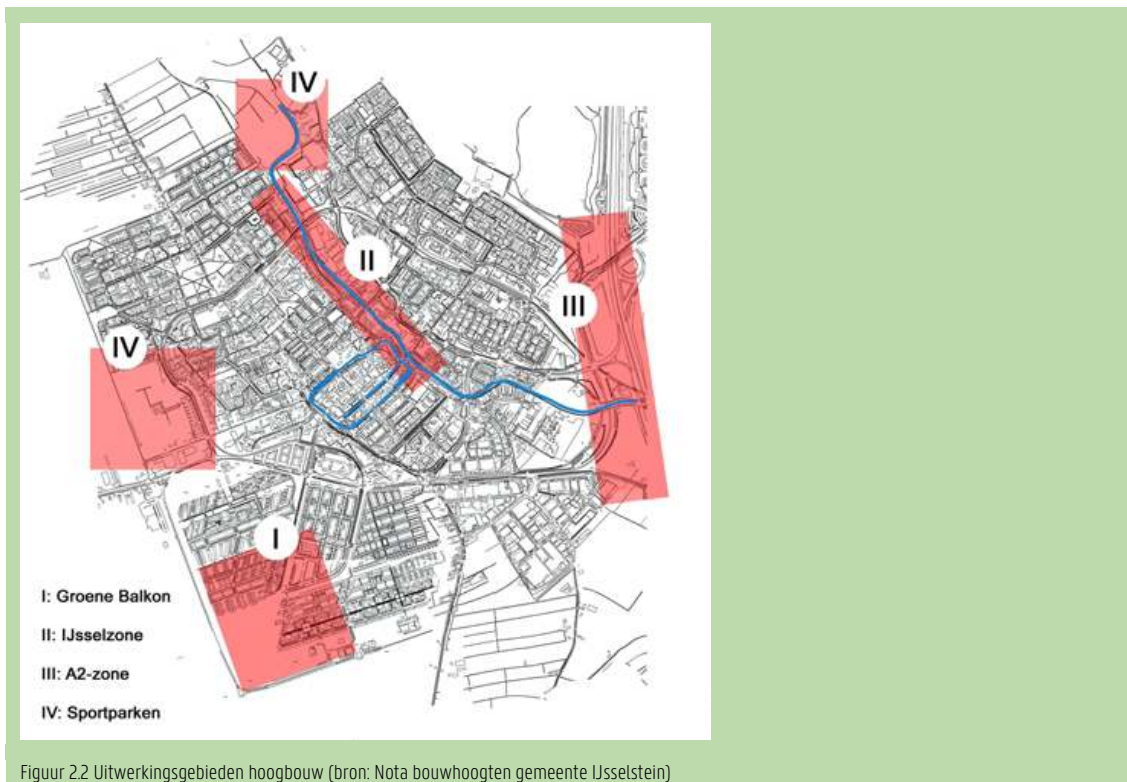 IV
II
III
IV
I
I: Groene Balkon
II: IJsselzone
III: A2-zone
IV: Sportparken
Figuur 2.2 Uitwerkingsgebieden hoogbouw (bron: Nota bouwhoogten gemeente IJsselstein)